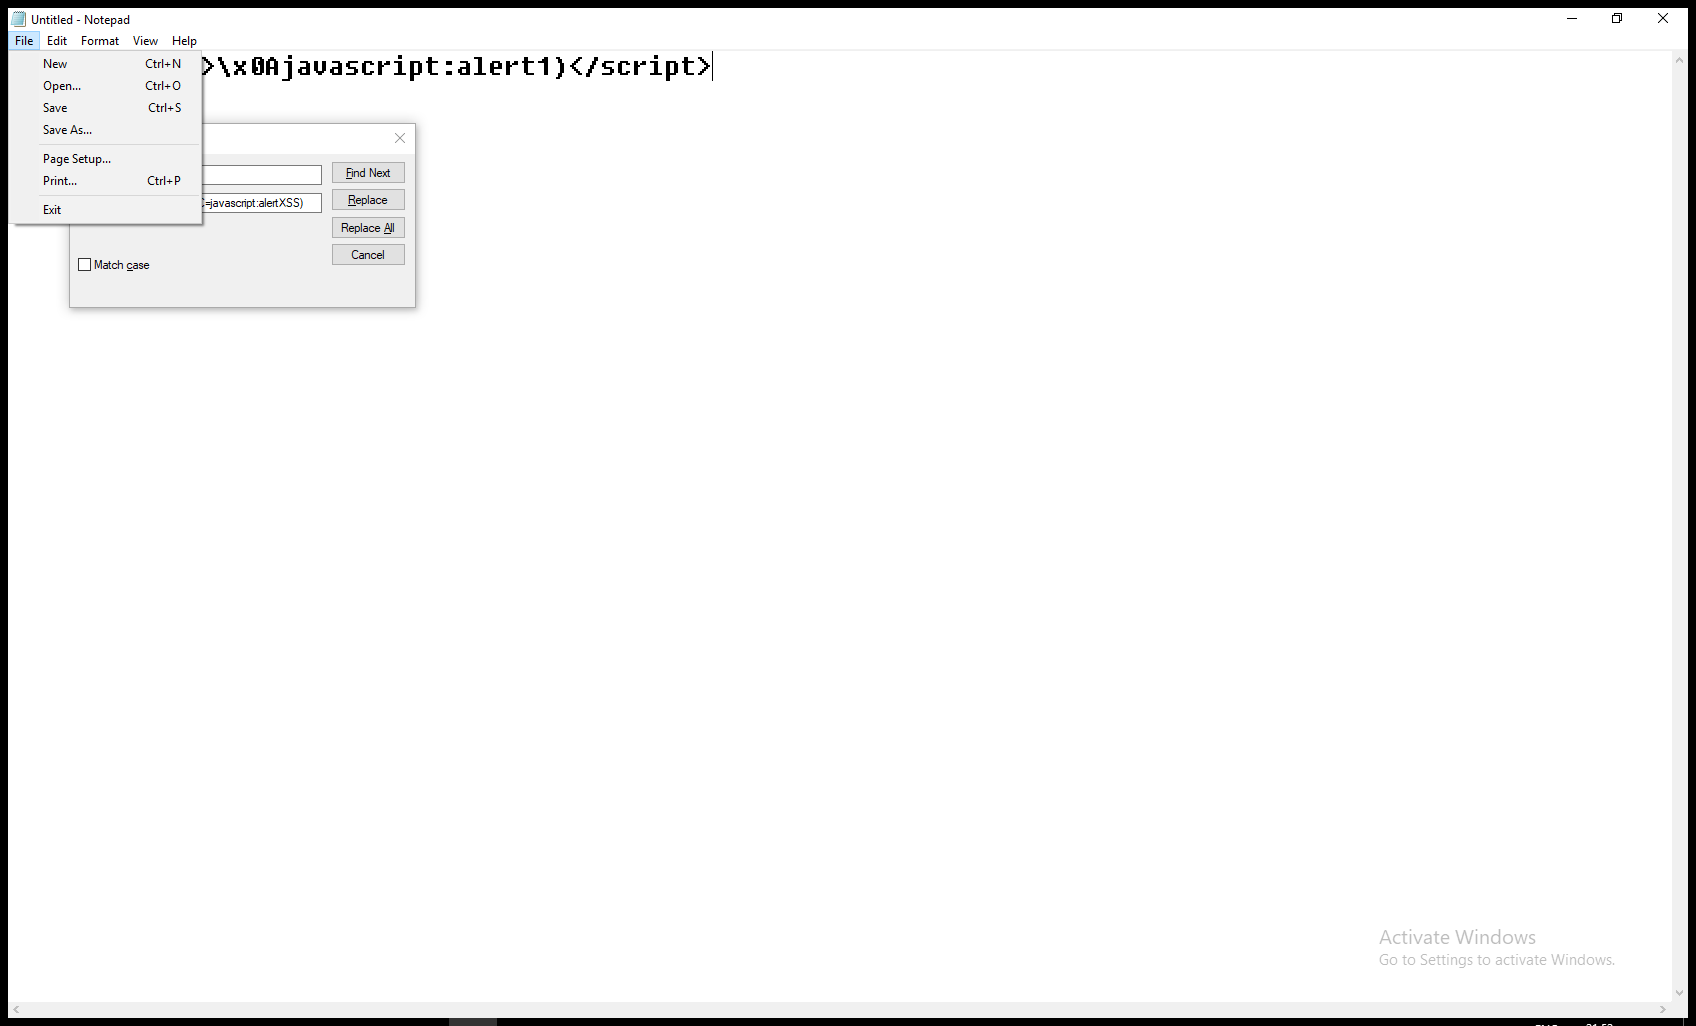 Untitled - Notepad
File Edit Format View Help
>\x0Ajavascript:alert1)</script>
New Ctrl+N
Open... Ctrl+O
Save Ctrl+S
Save As...
Page Setup...
Print... Ctrl+P
Exit
Find Next
=javascript:alertXSS) Replace
Replace All
Cancel
Match case
Activate Windows
Go to Settings to activate Windows.